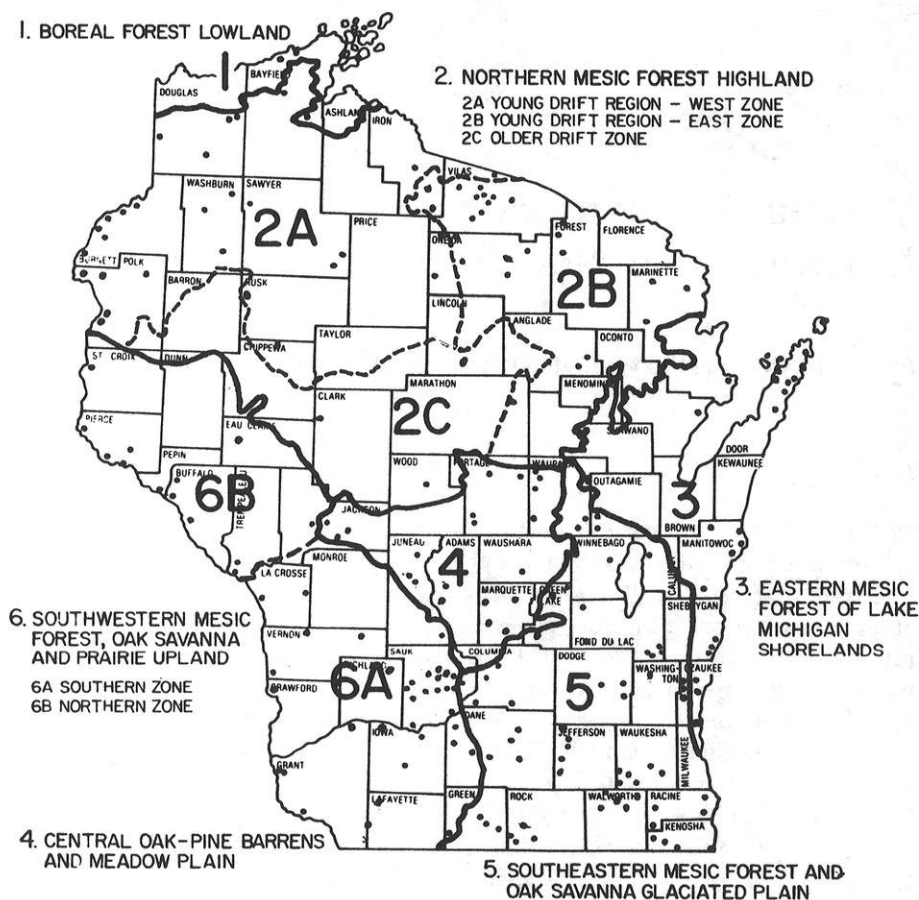 1. BOREAL FOREST LOWLAND
2. NORTHERN MESIC FOREST HIGHLAND
2A YOUNG DRIFT REGION – WEST ZONE
2B YOUNG DRIFT REGION – EAST ZONE
2C OLDER DRIFT ZONE
BAYFIELD
DOUGLAS
ASHLAND
IRON
VILAS
WASHBURN
SAWYER
2A
PRICE
FOREST
FLORENCE
ONEIDA
2B
BURNETT
POLK
MARINETTE
BARRON
RUSK
LINCOLN
LANGLADE
TAYLOR
OCONTO
ST CROIX
DUNN
CHIPPEWA
MARATHON
MENOMINEE
CLARK
2C
PIERCE
EAU CLAIRE
SHAWANO
DOOR
PEPIN
WOOD
PORTAGE
WAUPACA
KEWAUNEE
BUFFALO
6B
TREMPEALEAU
OUTAGAMIE
3
JACKSON
BROWN
MONROE
JUNEAU
ADAMS
WAUSHARA
WINNEBAGO
MANITOWOC
4
LA CROSSE
MARQUETTE
GREEN
LAKE
CALUMET
3. EASTERN MESIC
FOREST OF LAKE
MICHIGAN
SHORELANDS
SHEBOYGAN
6. SOUTHWESTERN MESIC
FOREST, OAK SAVANNA
AND PRAIRIE UPLAND
6A SOUTHERN ZONE
6B NORTHERN ZONE
VERNON
FOND DU LAC
SAUK
COLUMBIA
DODGE
RICHLAND
6A
WASHING-
TON
OZAUKEE
CRAWFORD
5
DANE
IOWA
JEFFERSON
WAUKESHA
MILWAUKEE
GRANT
LAFAYETTE
GREEN
ROCK
WALWORTH
RACINE
KENOSHA
4. CENTRAL OAK-PINE BARRENS
AND MEADOW PLAIN
5. SOUTHEASTERN MESIC FOREST AND
OAK SAVANNA GLACIATED PLAIN